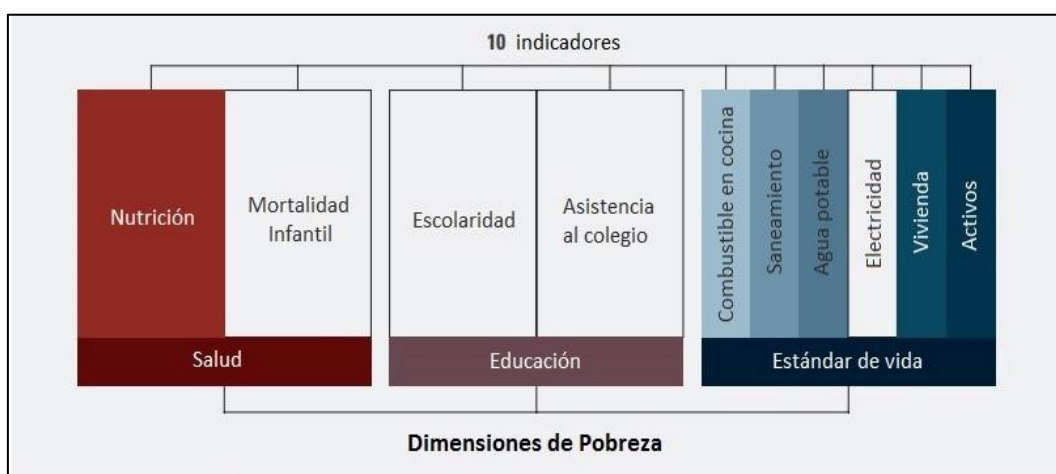 10 indicadores
Nutrición
Mortalidad
Infantil
Escolaridad
Asistencia
al colegio
Combustible en cocina
Saneamiento
Agua potable
Electricidad
Vivienda
Activos
Salud
Educación
Estándar de vida
Dimensiones de Pobreza